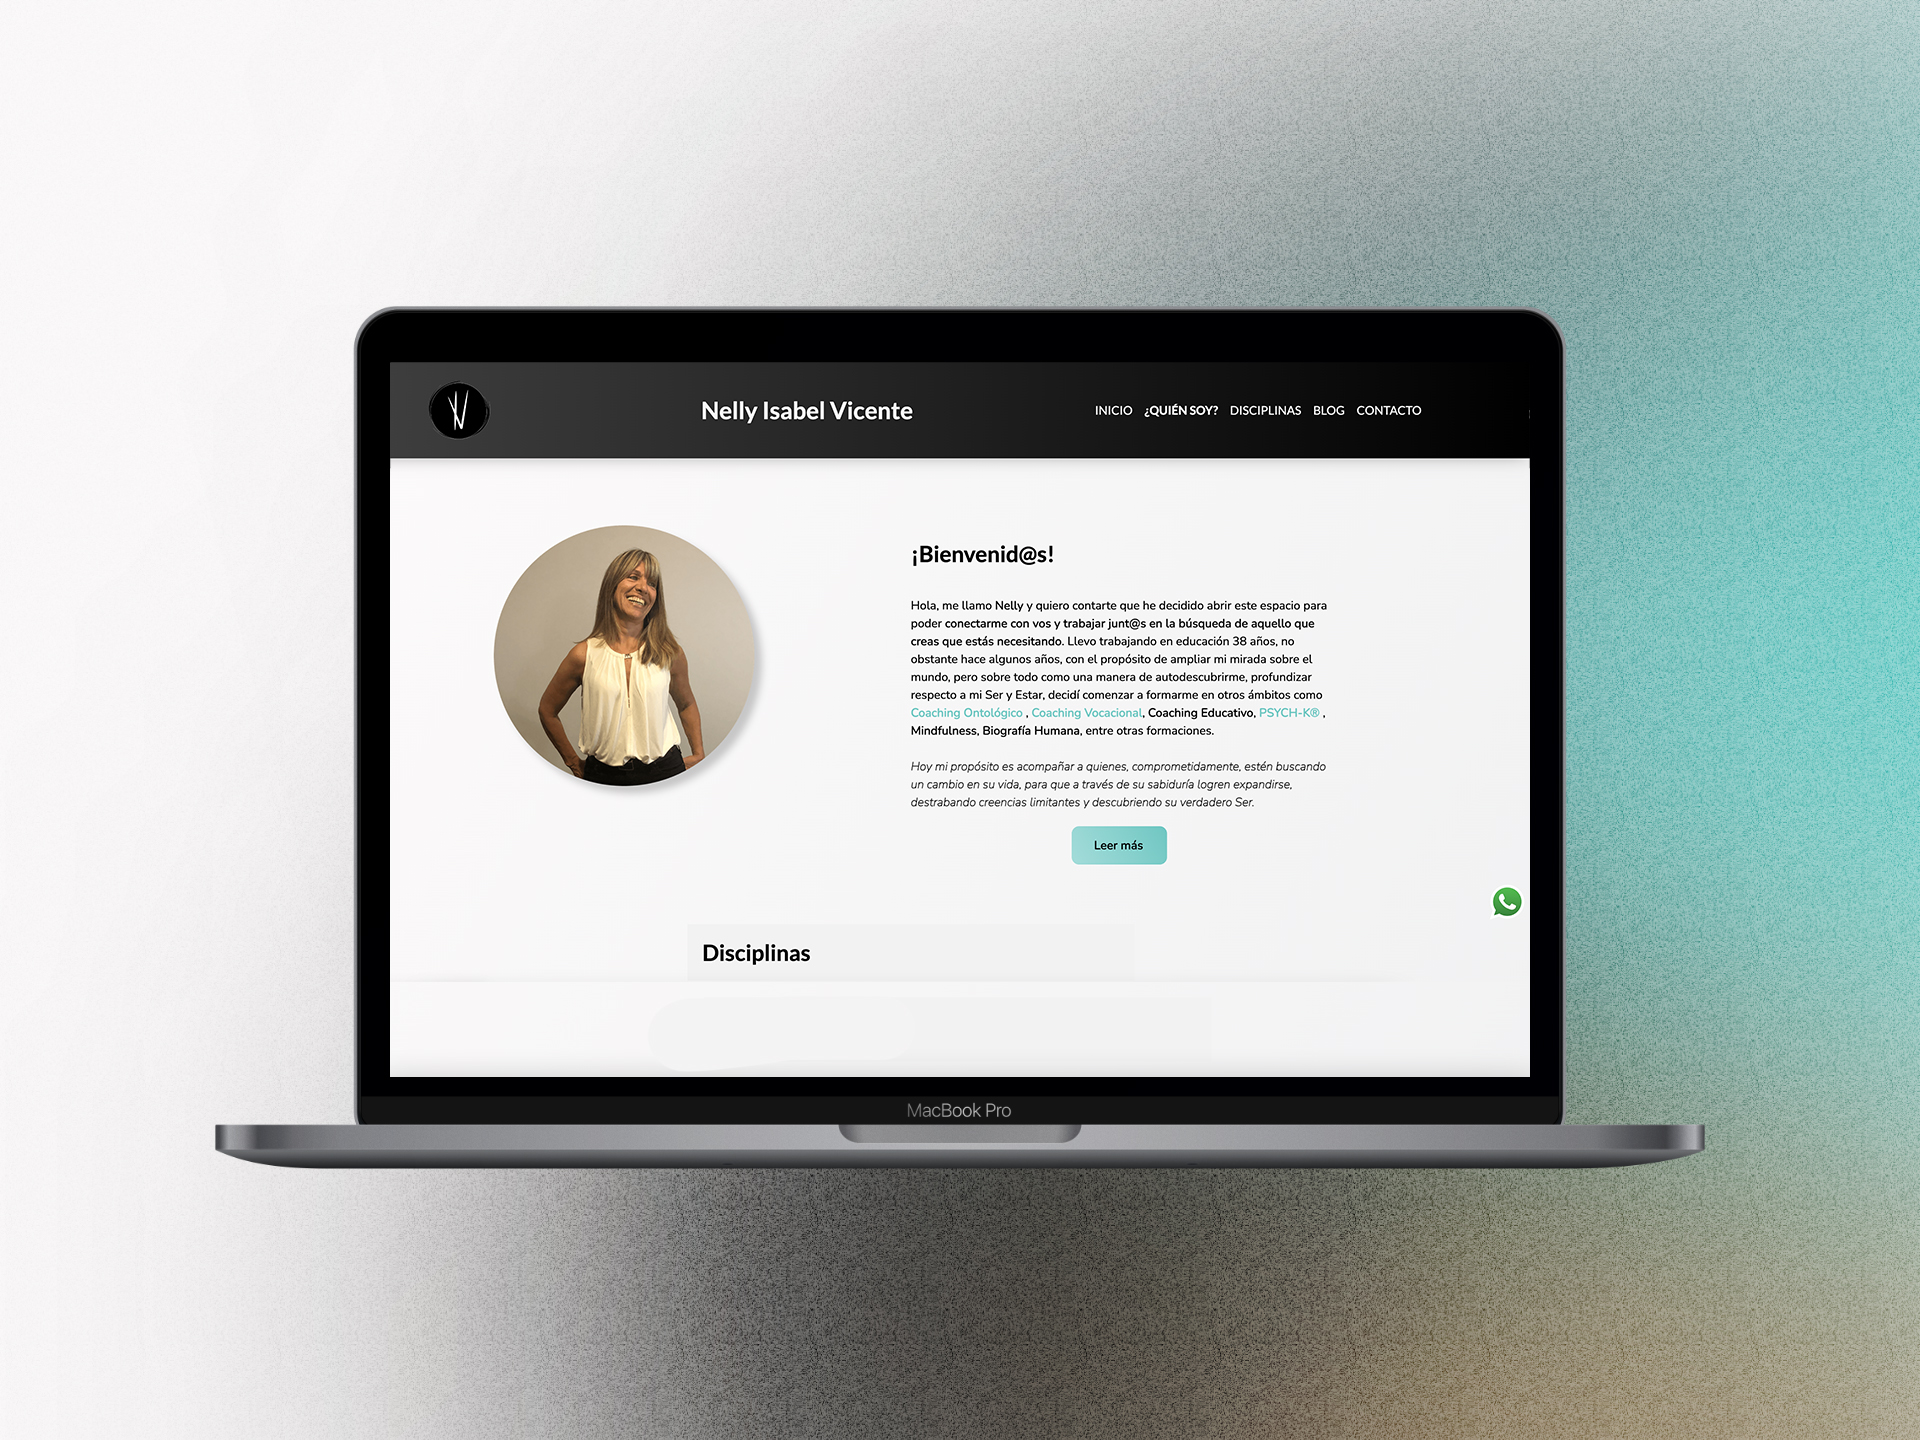 Nelly Isabel Vicente
INICIO ¿QUIÉN SOY? DISCIPLINAS BLOG CONTACTO
¡Bienvenid@s!
Hola, me llamo Nelly y quiero contarte que he decidido abrir este espacio para
poder conectarme con vos y trabajar junt@s en la búsqueda de aquello que
creas que estás necesitando. Llevo trabajando en educación 38 años, no
obstante hace algunos años, con el propósito de ampliar mi mirada sobre el
mundo, pero sobre todo como una manera de autodescubrirme, profundizar
respecto a mi Ser y Estar, decidí comenzar a formarme en otros ámbitos como
Coaching Ontológico , Coaching Vocacional, Coaching Educativo, PSYCH-K® ,
Mindfulness, Biografía Humana, entre otras formaciones.
Hoy mi propósito es acompañar a quienes, comprometidamente, estén buscando
un cambio en su vida, para que a través de su sabiduría logren expandirse,
destrabando creencias limitantes y descubriendo su verdadero Ser.
Leer más
Disciplinas
MacBook Pro